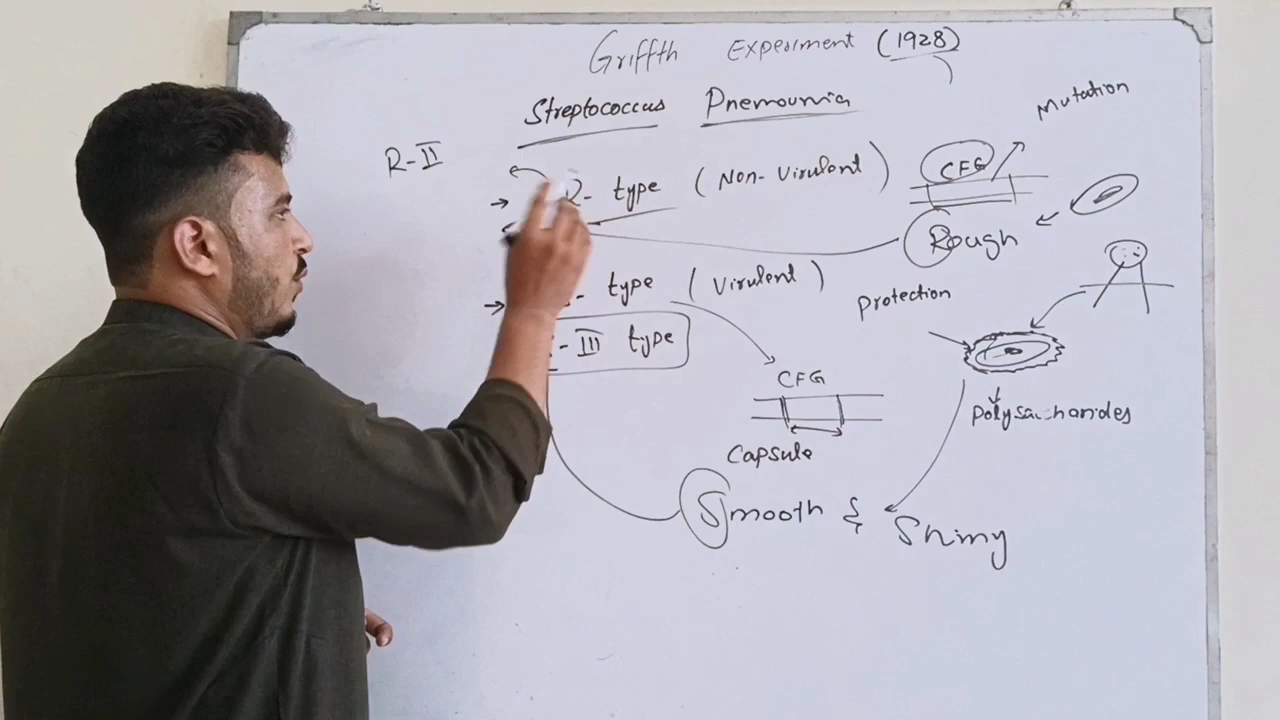 Griffth Experiment (1928)
Streptococcus Pnemoumia
Mutation
R-II
R- type (Non-Virulent)
CFG
Rough
type (Virulent)
Protection
-III type
CFG
Polysaccharides
Capsule
Smooth & Shiny